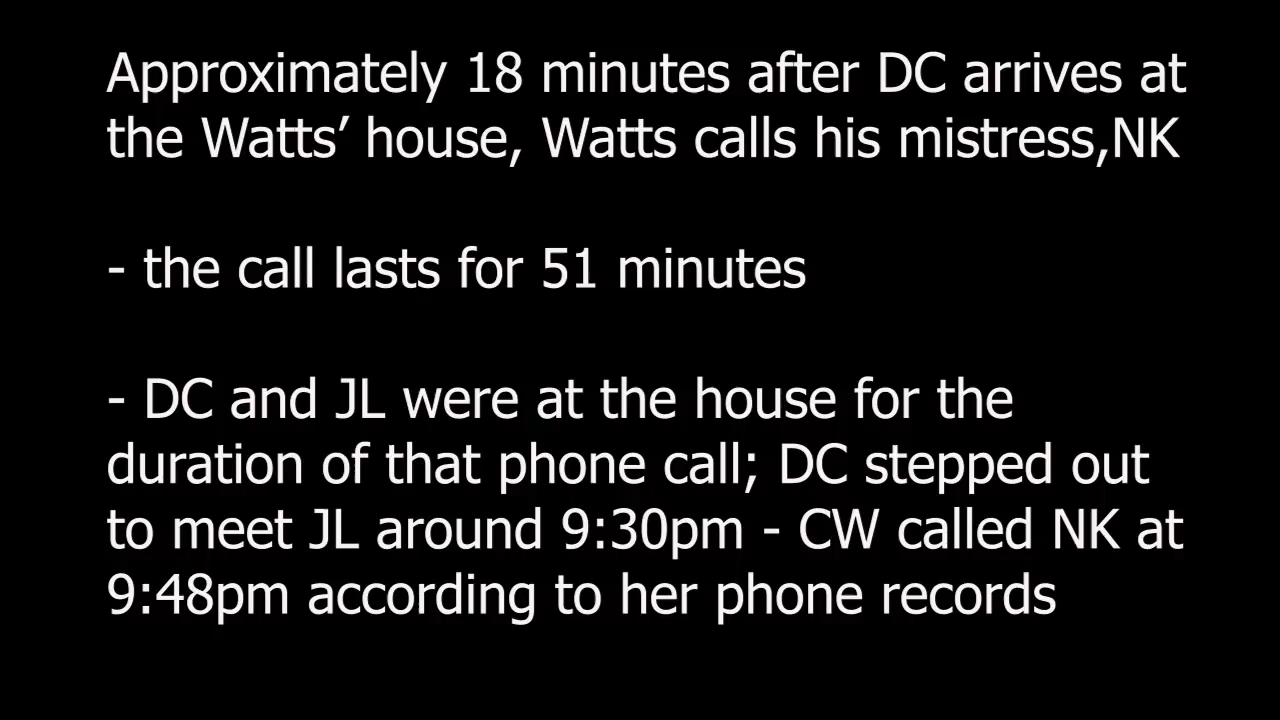 Approximately 18 minutes after DC arrives at
the Watts’ house, Watts calls his mistress,NK
- the call lasts for 51 minutes
- DC and JL were at the house for the
duration of that phone call; DC stepped out
to meet JL around 9:30pm - CW called NK at
9:48pm according to her phone records